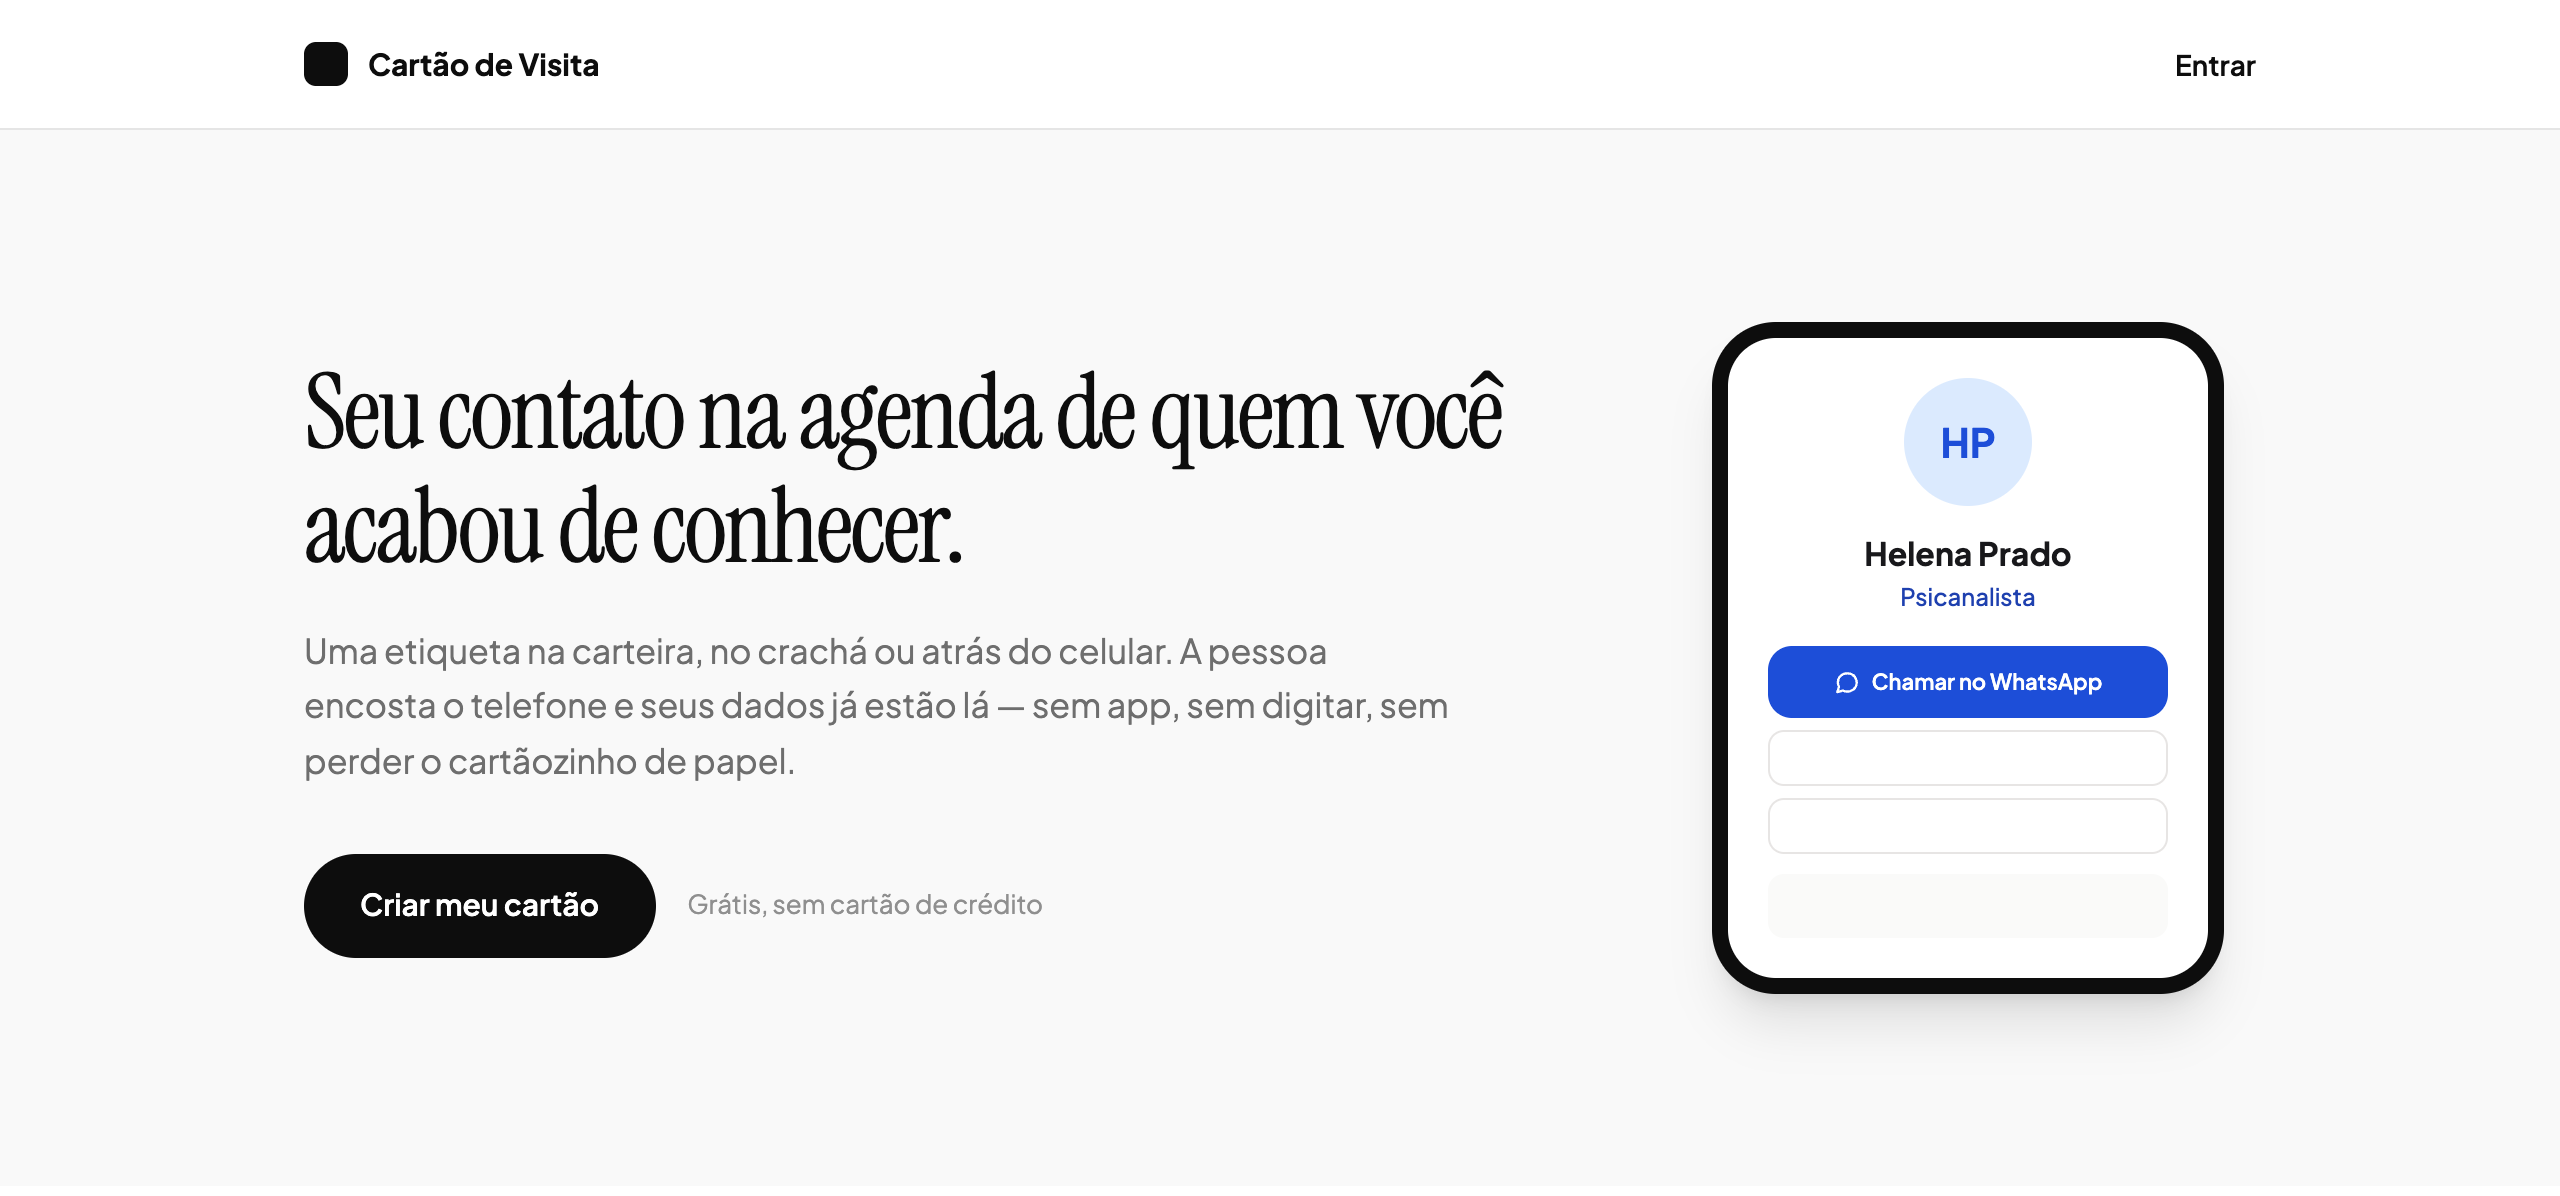 Cartão de Visita
Entrar
Seu contato na agenda de quem você
acabou de conhecer.
Uma etiqueta na carteira, no crachá ou atrás do celular. A pessoa
encosta o telefone e seus dados já estão lá — sem app, sem digitar, sem
perder o cartãozinho de papel.
Criar meu cartão
Grátis, sem cartão de crédito
HP
Helena Prado
Psicanalista
Chamar no WhatsApp